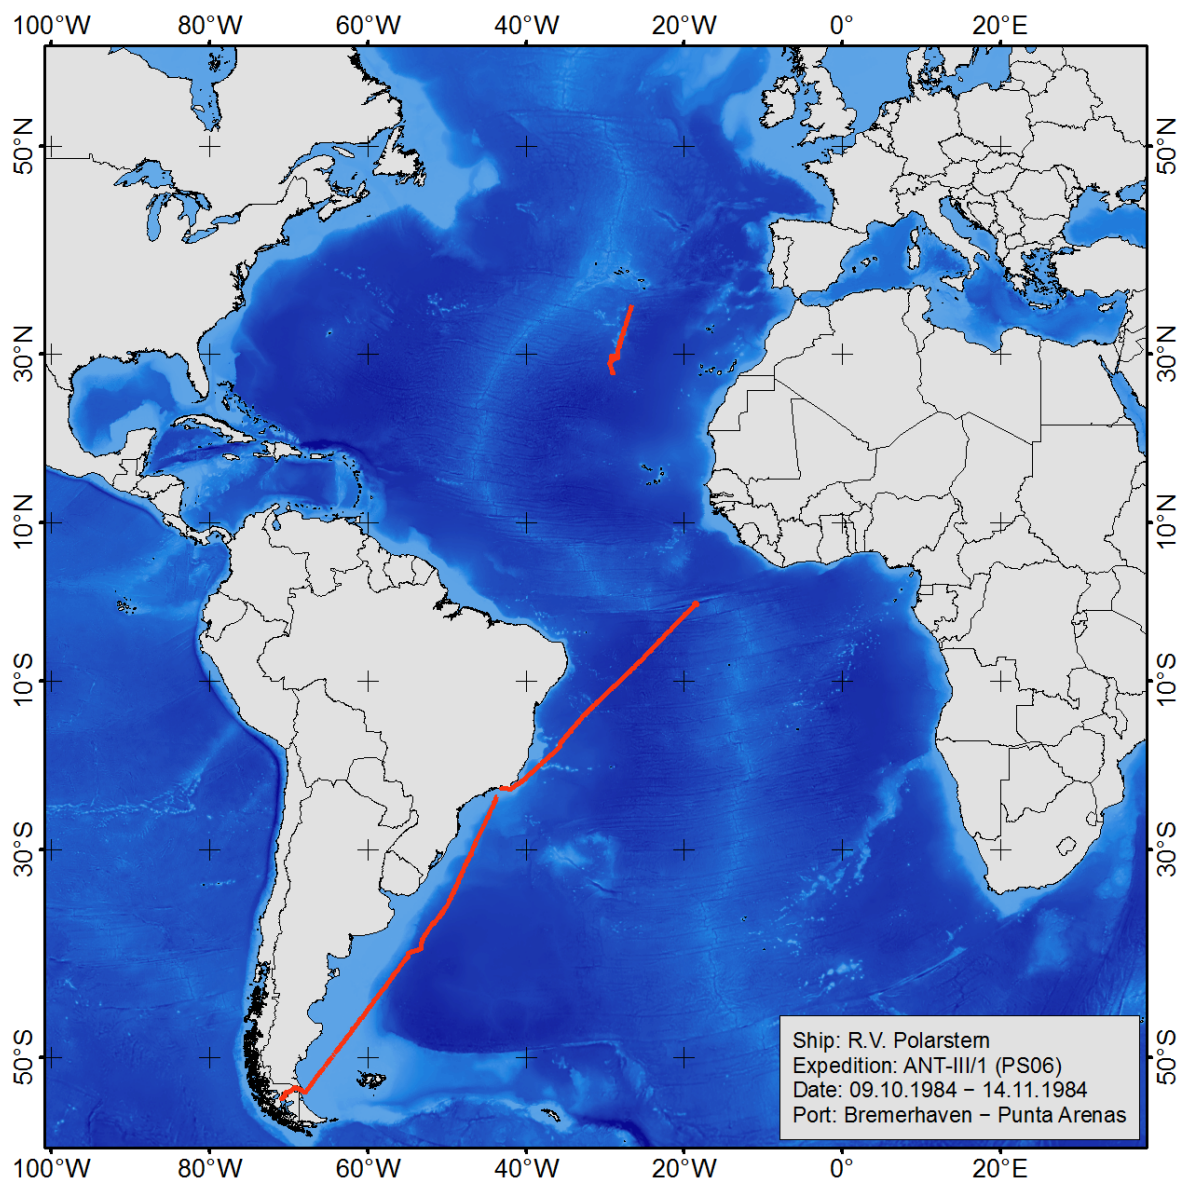 100°W 80°W 60°W 40°W 20°W 0° 20°E
50°N 50°N
30°N 30°N
10°N 10°N
10°S 10°S
30°S 30°S
50°S 50°S
Ship: R.V. Polarstern
Expedition: ANT-III/1 (PS06)
Date: 09.10.1984 – 14.11.1984
Port: Bremerhaven – Punta Arenas
100°W 80°W 60°W 40°W 20°W 0° 20°E